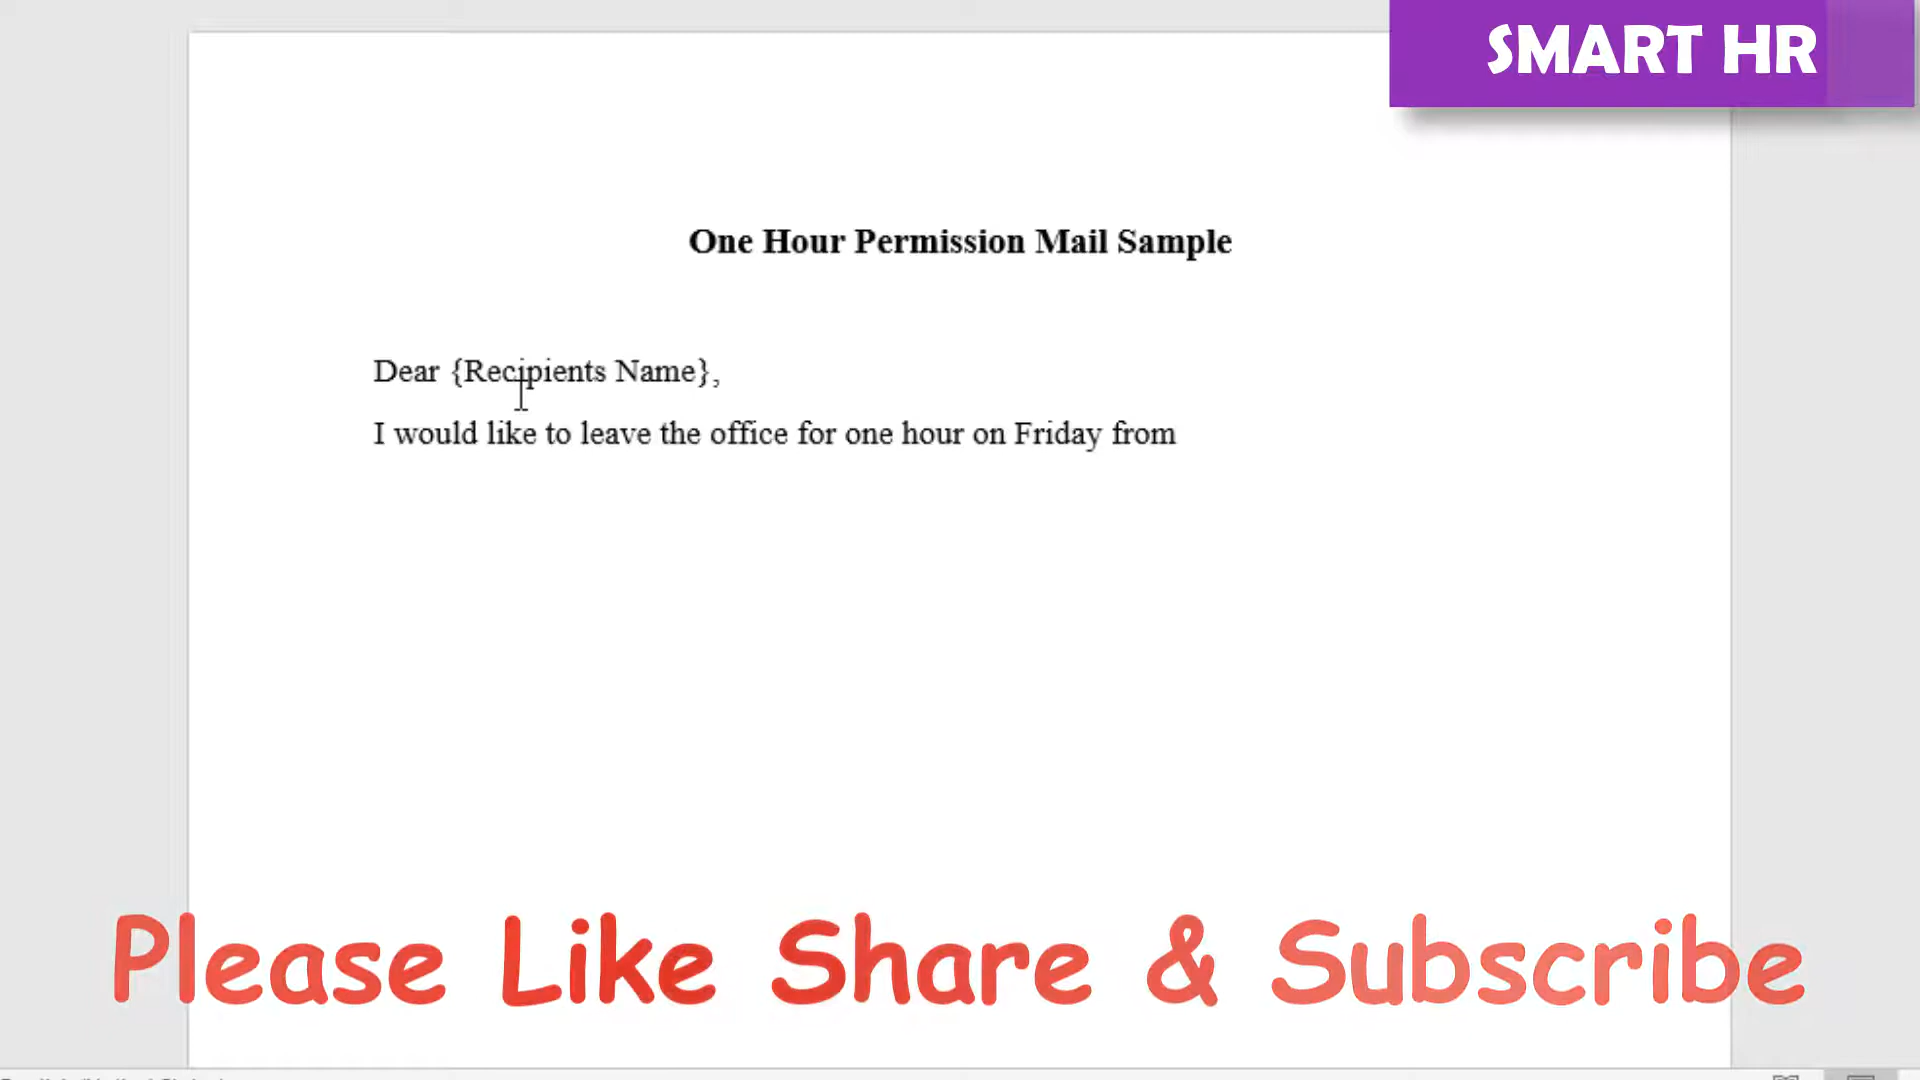 SMART HR
One Hour Permission Mail Sample
Dear {Recipients Name},
I would like to leave the office for one hour on Friday from
Please Like Share & Subscribe